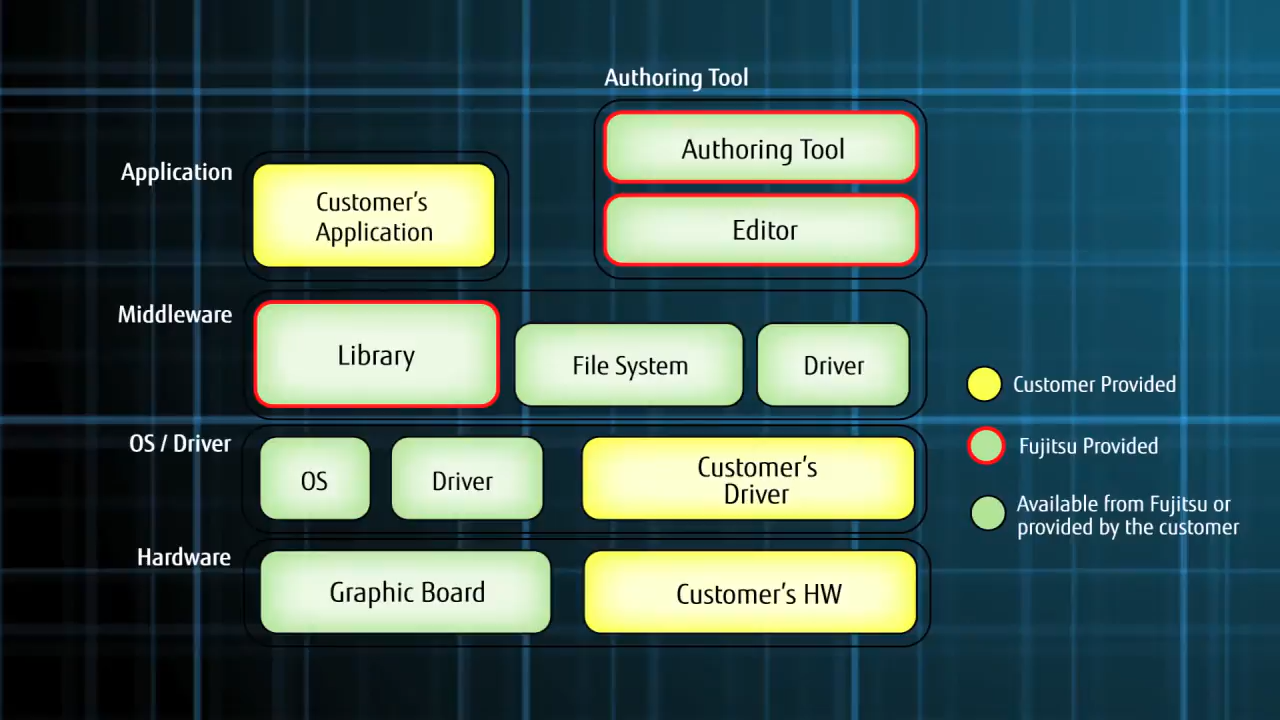 Authoring Tool
Authoring Tool
Editor
Application
Customer's
Application
Middleware
Library
File System
Driver
OS / Driver
OS
Driver
Customer's
Driver
Hardware
Graphic Board
Customer's HW
Customer Provided
Fujitsu Provided
Available from Fujitsu or
provided by the customer